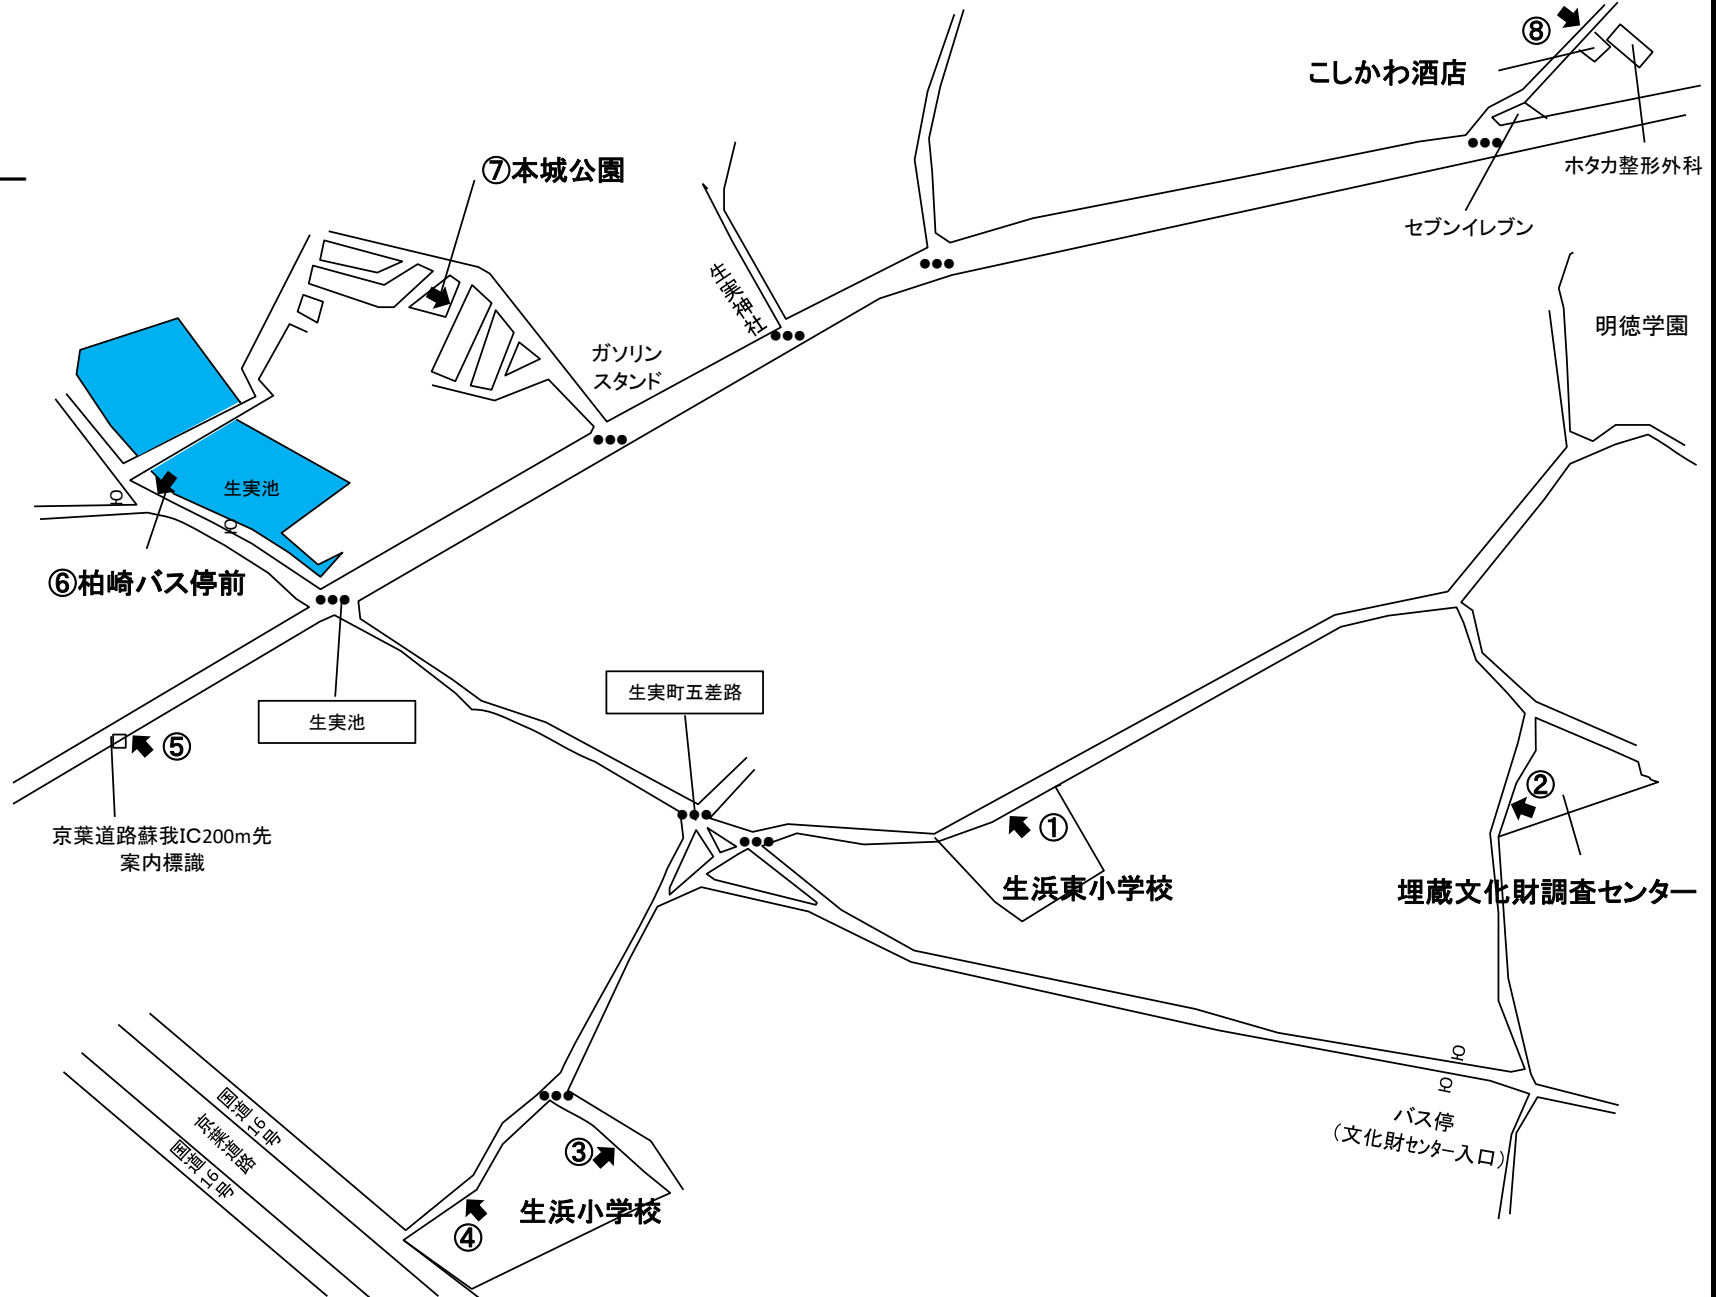 ⑧
こしかわ酒店
ホタカ整形外科
セブンイレブン
⑦本城公園
生実神社
明徳学園
ガソリン
スタンド
生実池
⑥柏崎バス停前
生実町五差路
生実池
⑤
京葉道路蘇我IC200m先
案内標識
①
生浜東小学校
②
埋蔵文化財調査センター
国道16号
京葉道路
国道16号
バス停
(文化財センター入口)
③
生浜小学校
④